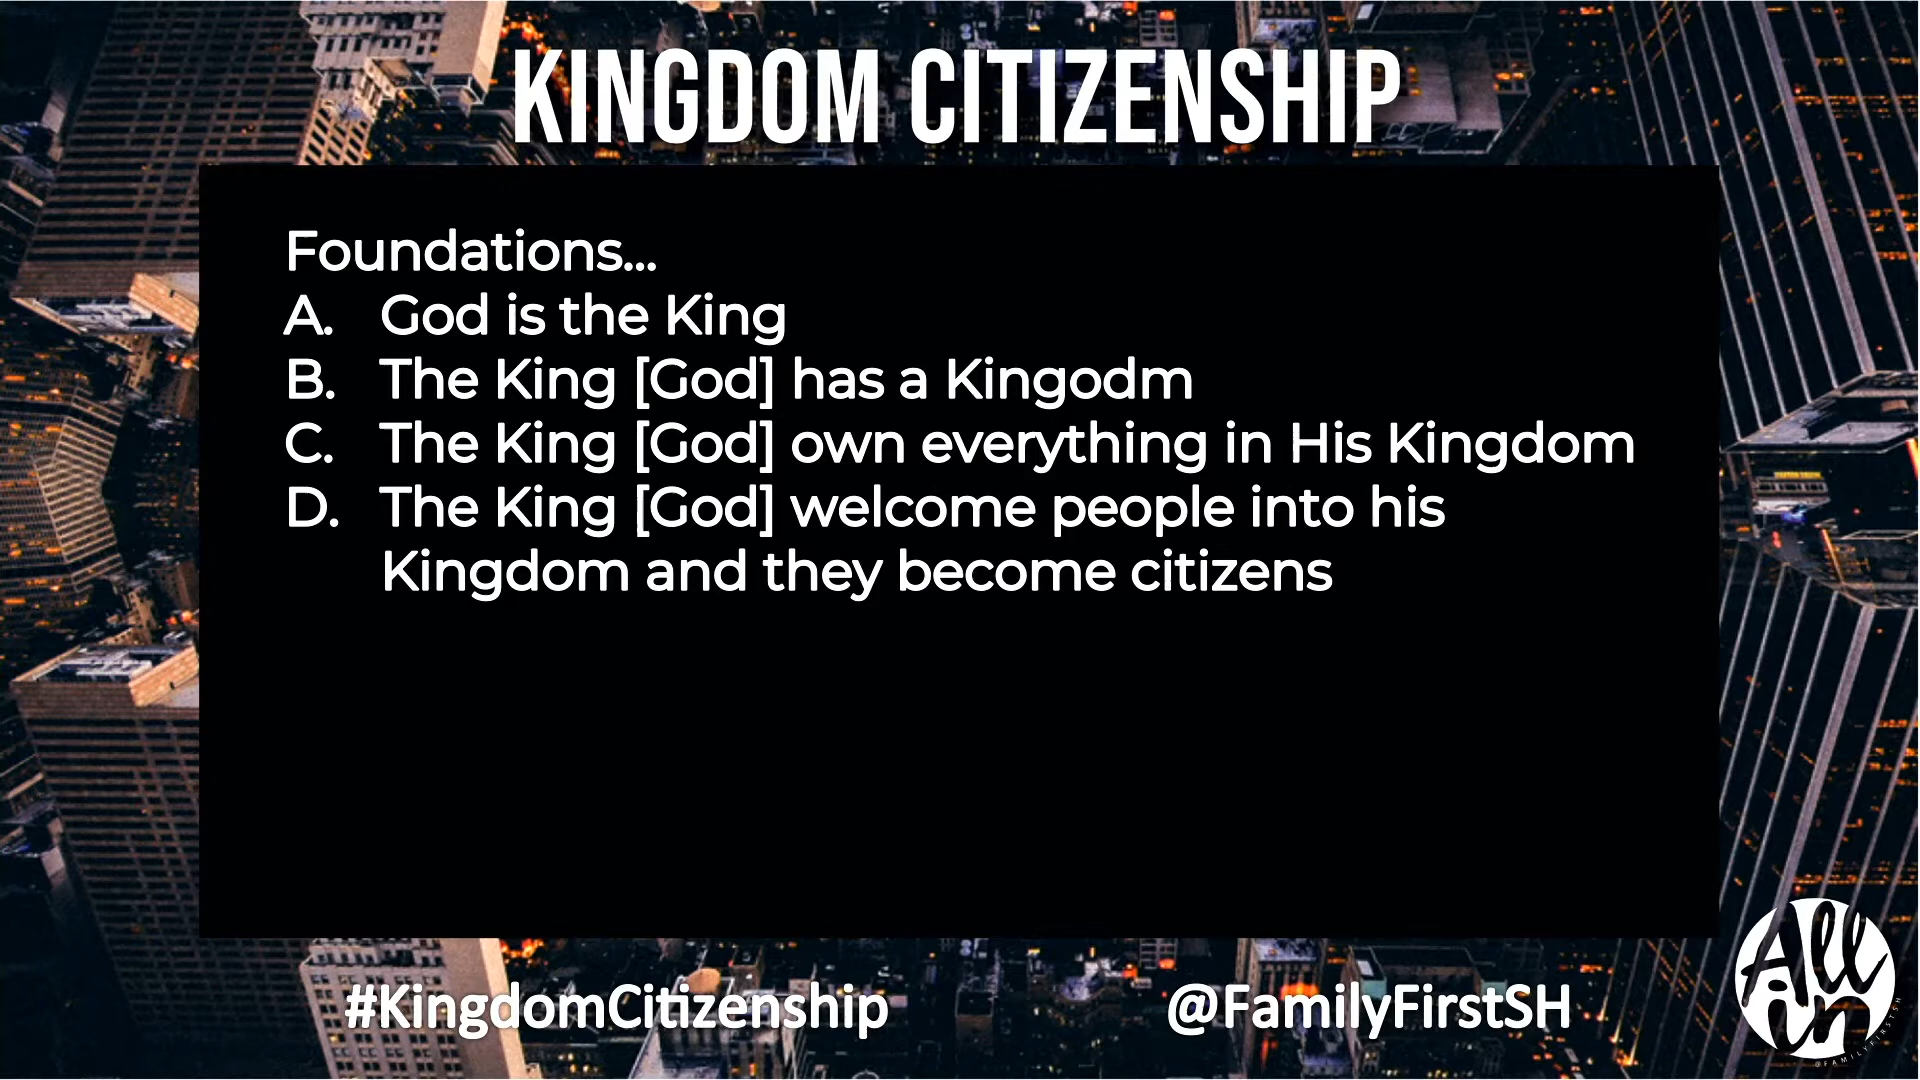 KINGDOM CITIZENSHIP
Foundations...
A. God is the King
B. The King [God] has a Kingodm
C. The King [God] own everything in His Kingdom
D. The King [God] welcome people into his
Kingdom and they become citizens
#KingdomCitizenship
@FamilyFirstSH
All
In
@FAMILYFIRSTSH